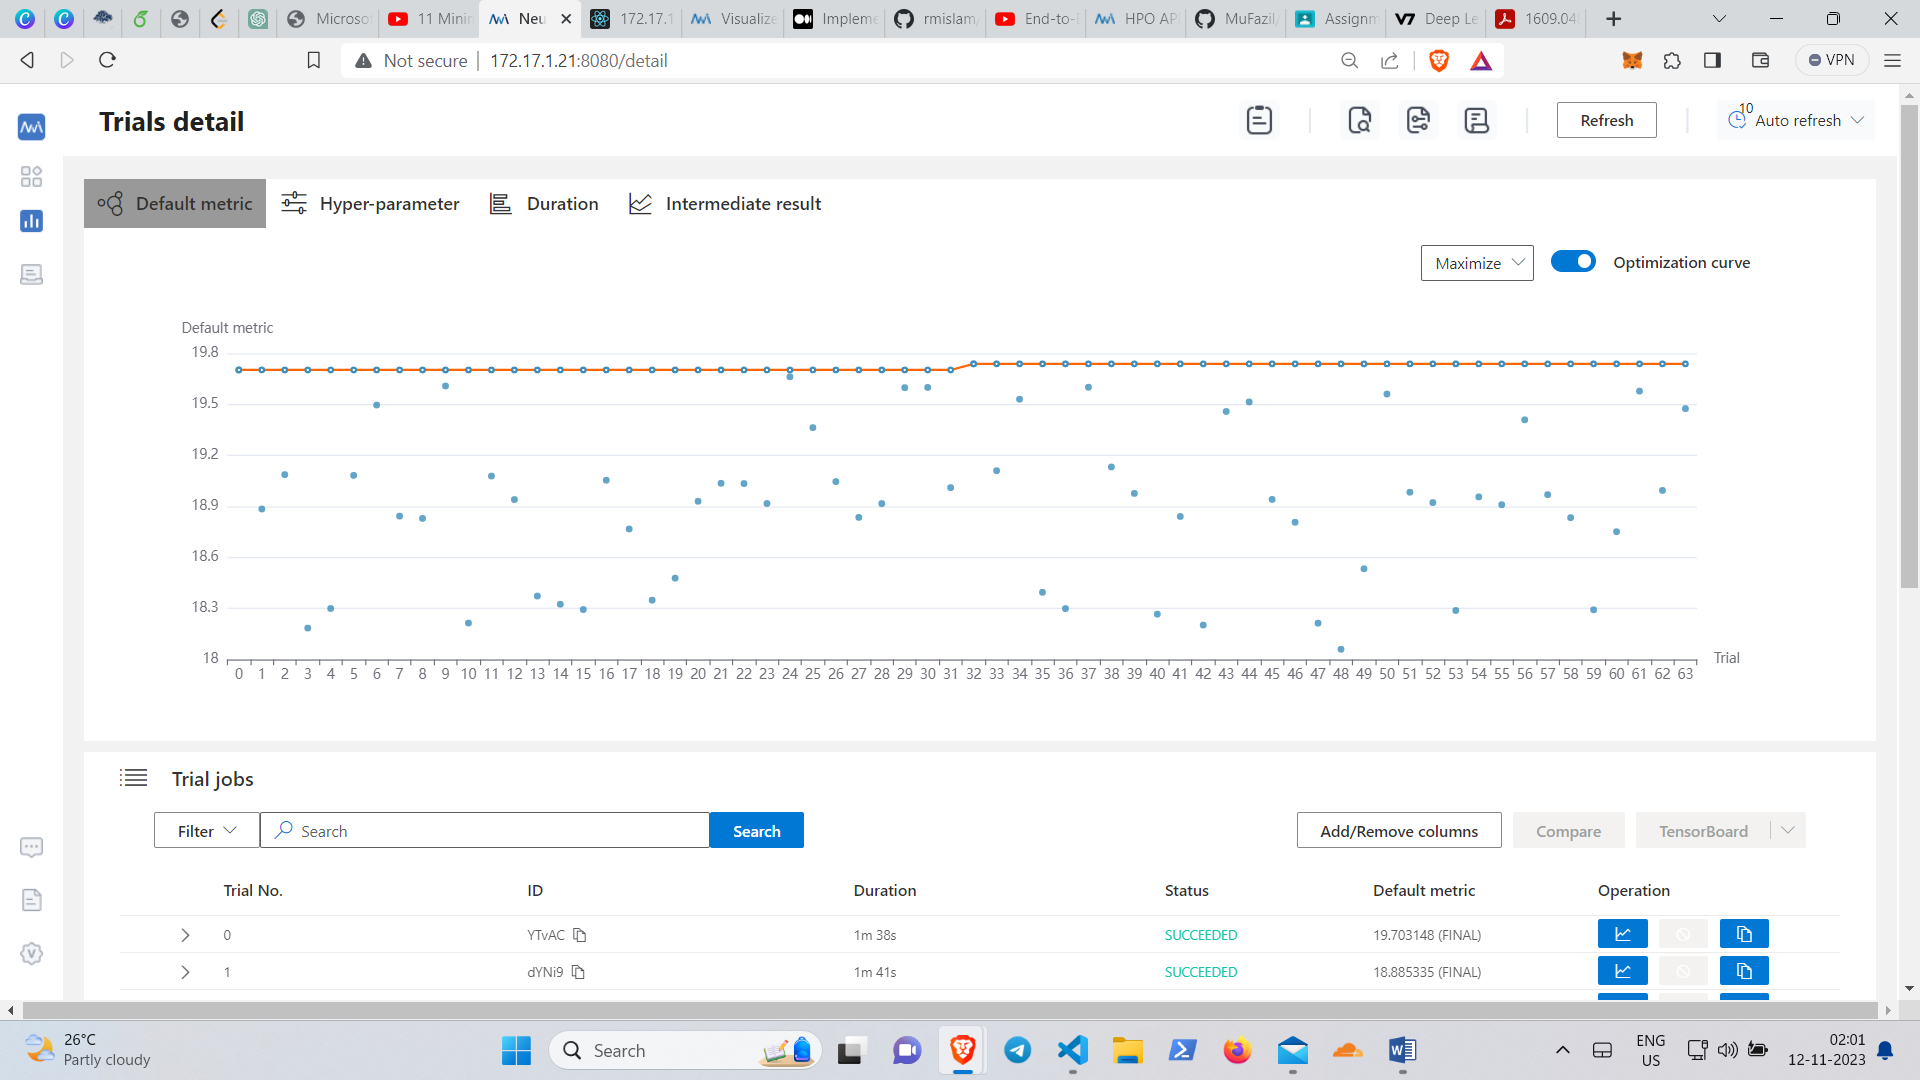 Microso
11 Minin
Neu
172.17.1
Visualize
Impleme
rmislam/
End-to-E
HPO AP
MuFazil/
Assignm
Deep Le
1609.04
Not secure
172.17.1.21:8080/detail
VPN
Trials detail
Refresh
10
Auto refresh
Default metric
Hyper-parameter
Duration
Intermediate result
Maximize
Optimization curve
Default metric
19.8
19.5
19.2
18.9
18.6
18.3
18
0 1 2 3 4 5 6 7 8 9 10 11 12 13 14 15 16 17 18 19 20 21 22 23 24 25 26 27 28 29 30 31 32 33 34 35 36 37 38 39 40 41 42 43 44 45 46 47 48 49 50 51 52 53 54 55 56 57 58 59 60 61 62 63
Trial
Trial jobs
Filter
Search
Search
Add/Remove columns
Compare
TensorBoard
Trial No. ID Duration Status Default metric Operation
0 YTvAC 1m 38s SUCCEEDED 19.703148 (FINAL)
1 dYNi9 1m 41s SUCCEEDED 18.885335 (FINAL)
26°C
Partly cloudy
Search
ENG
US
02:01
12-11-2023